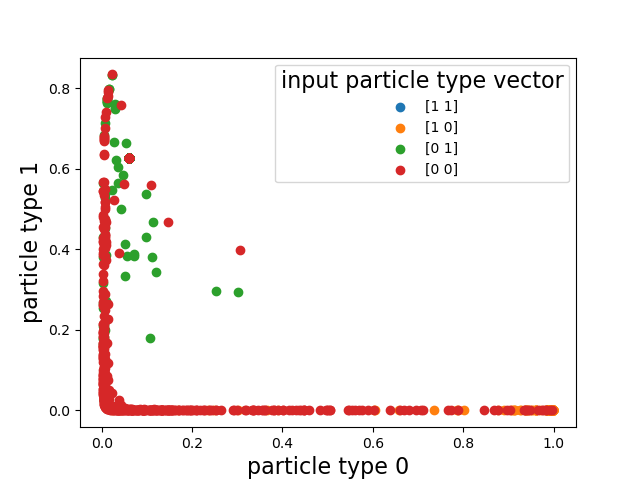 input particle type vector
[1 1]
[1 0]
[0 1]
[0 0]
0.8
0.6
0.4
0.2
0.0
particle type 1
0.0 0.2 0.4 0.6 0.8 1.0
particle type 0